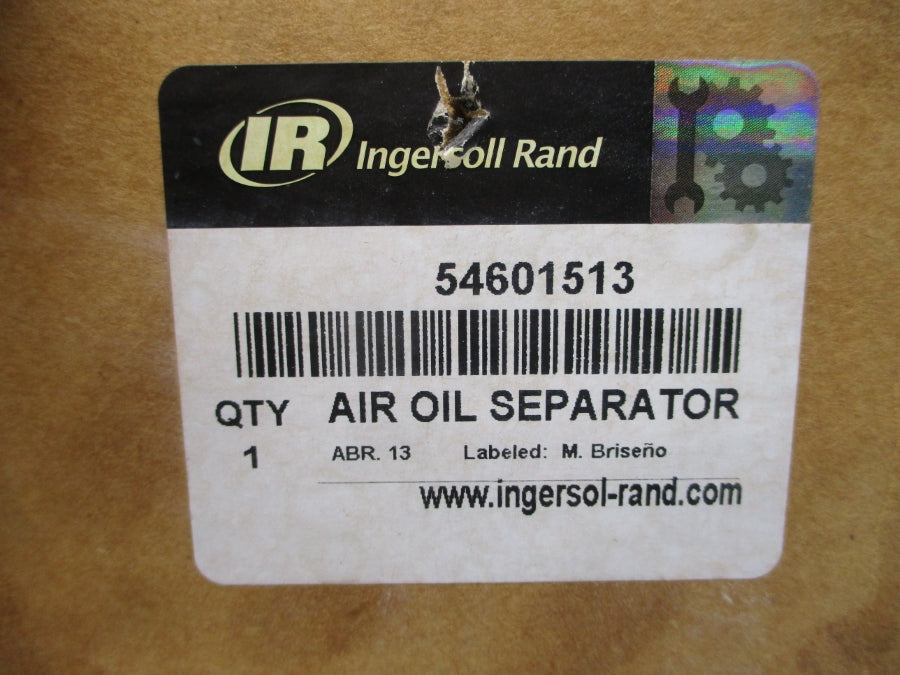 IR Ingersoll Rand
54601513
QTY AIR OIL SEPARATOR
1 ABR. 13 Labeled: M. Briseño
www.ingersol-rand.com